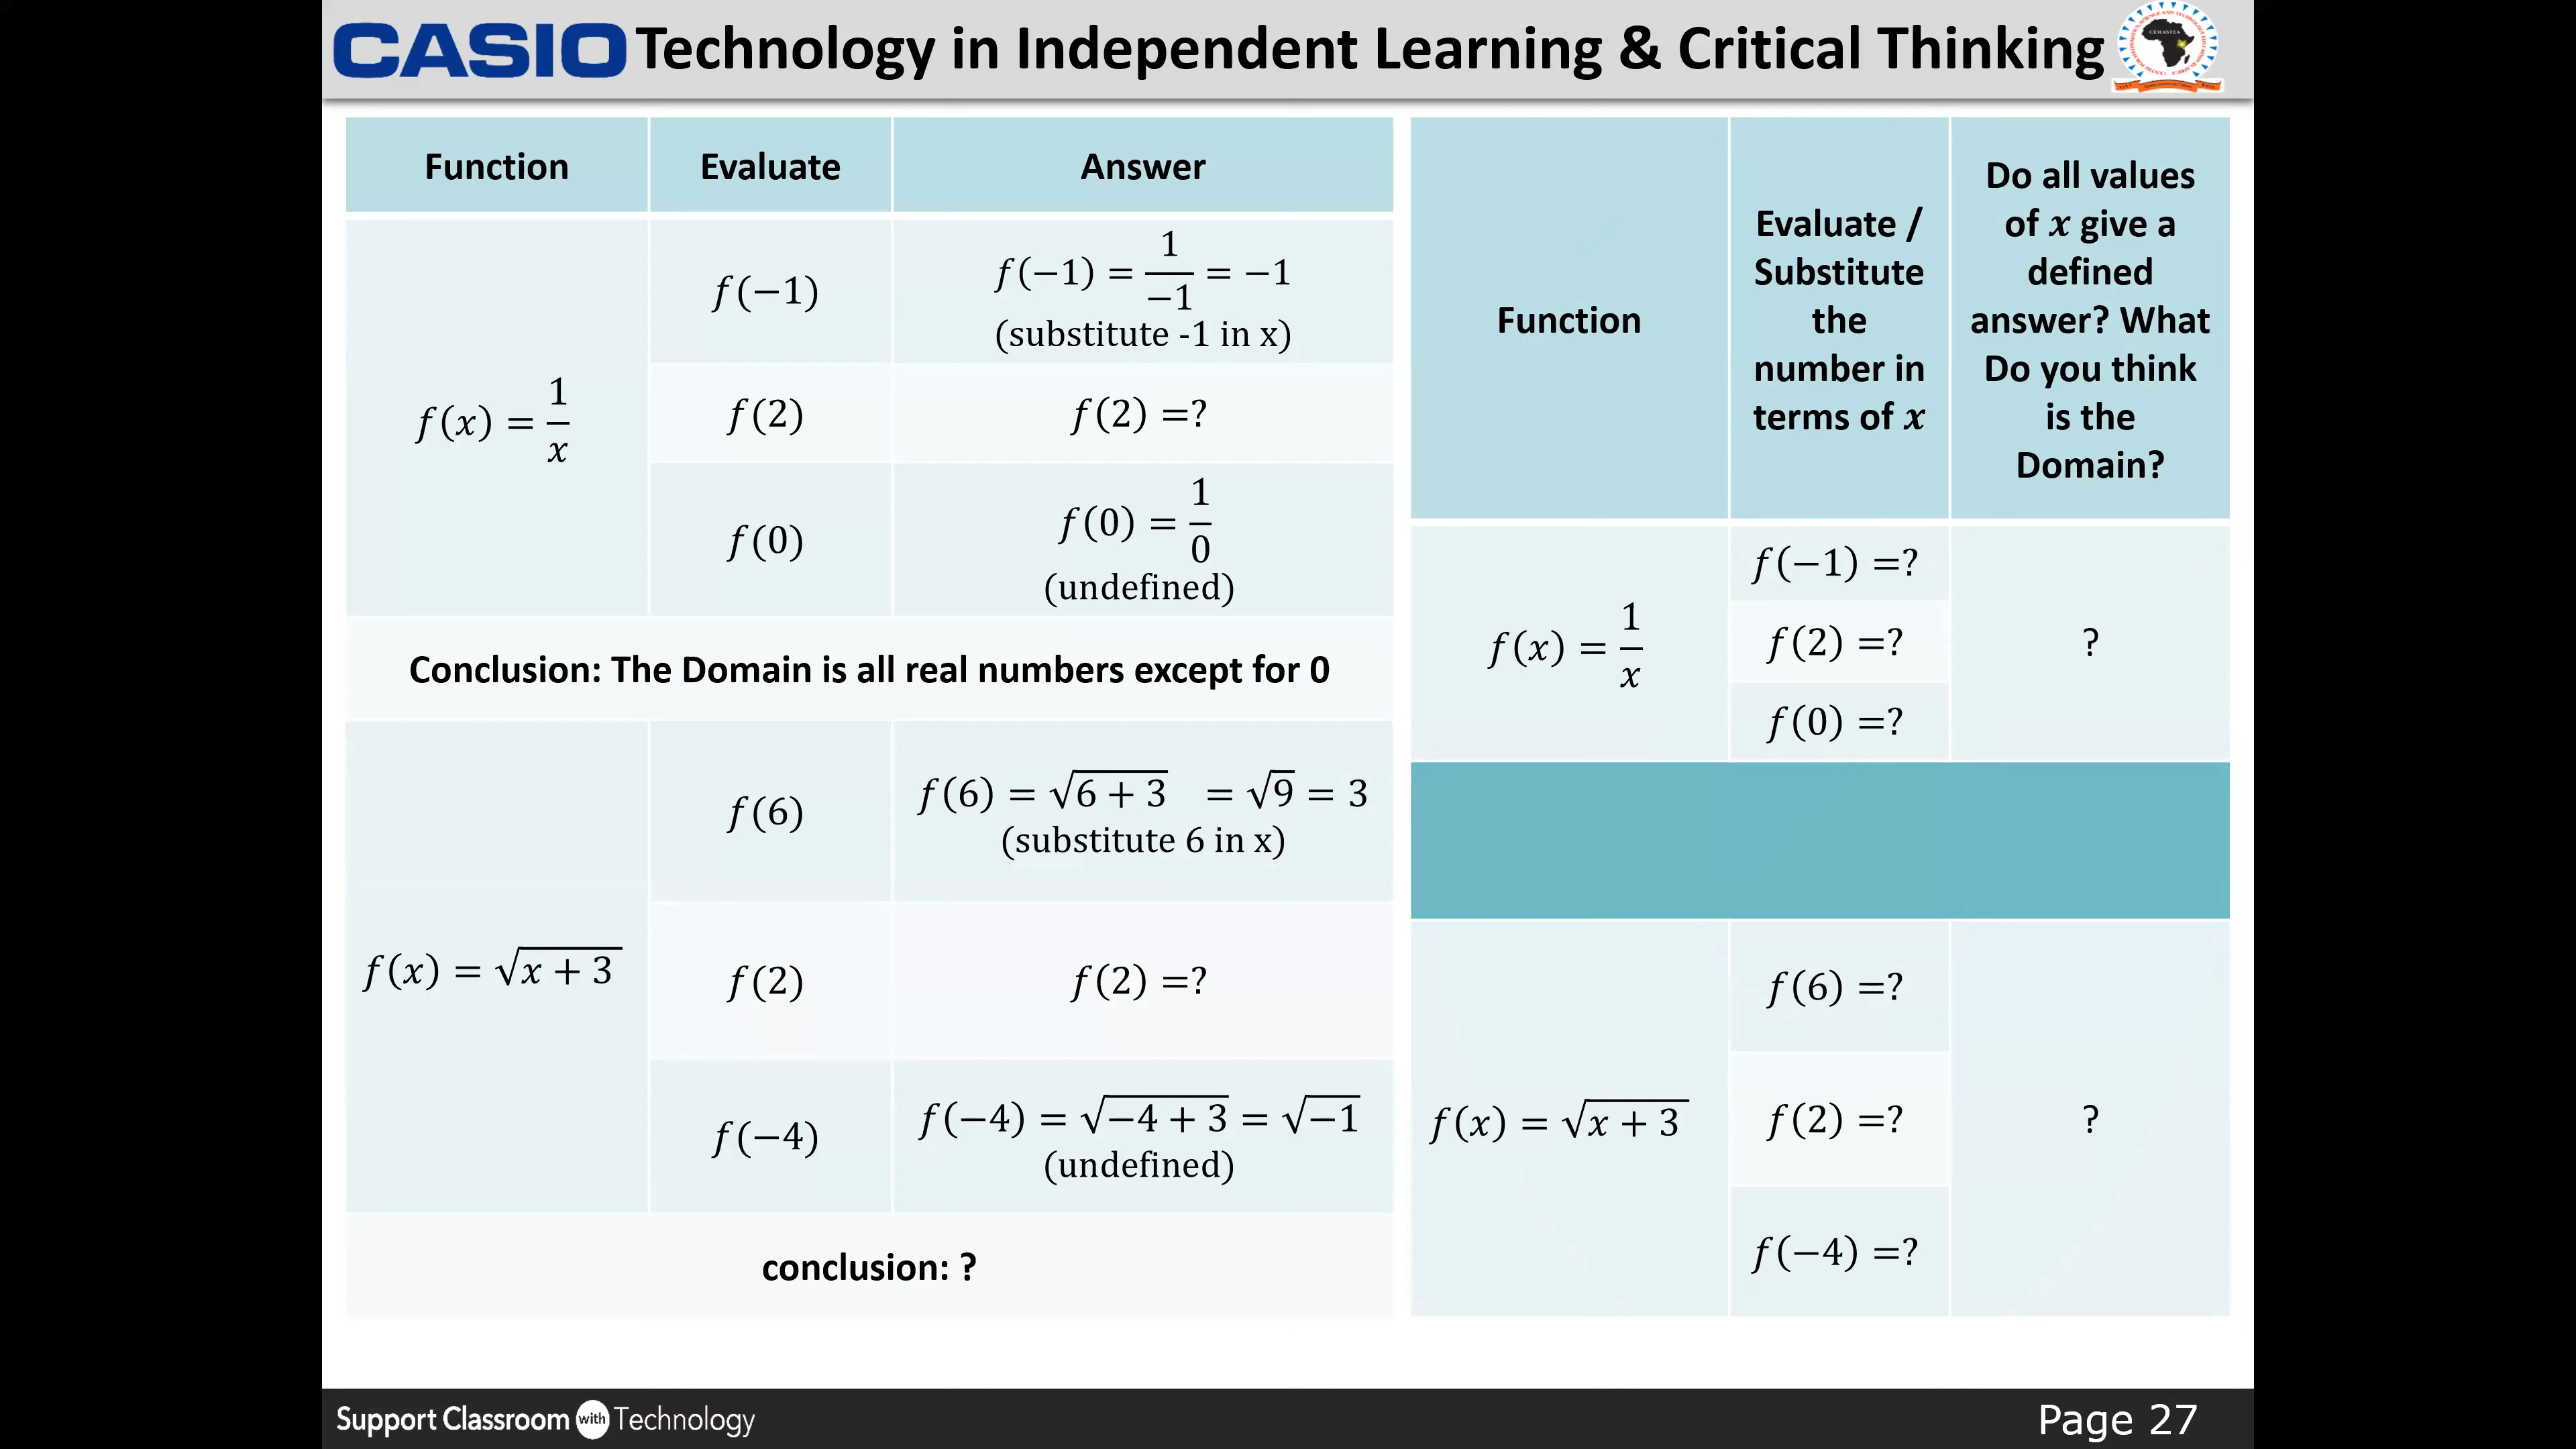 CASIO Technology in Independent Learning & Critical Thinking
Function Evaluate Answer
f(x) = 1/x
f(−1)
f(−1) = 1/−1 = −1
(substitute -1 in x)
f(2)
f(2) =?
f(0)
f(0) = 1/0
(undefined)
Conclusion: The Domain is all real numbers except for 0
f(x) = √(x + 3)
f(6)
f(6) = √(6 + 3) = √9 = 3
(substitute 6 in x)
f(2)
f(2) =?
f(−4)
f(−4) = √(−4 + 3) = √−1
(undefined)
conclusion: ?
Function
Evaluate /
Substitute
the
number in
terms of x
Do all values
of x give a
defined
answer? What
Do you think
is the
Domain?
f(x) = 1/x
f(−1) =?
f(2) =?
f(0) =?
?
f(x) = √(x + 3)
f(6) =?
f(2) =?
f(−4) =?
?
Support Classroom with Technology
Page 27